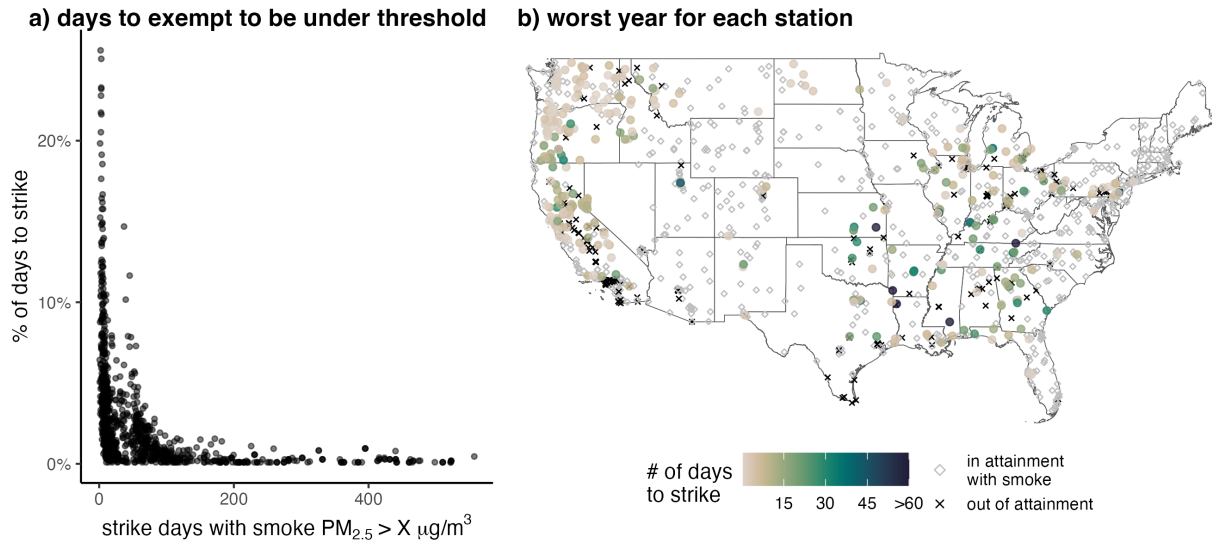 a) days to exempt to be under threshold
b) worst year for each station
% of days to strike
20%
10%
0%
0
200
400
strike days with smoke PM2.5 > X μg/m3
# of days
to strike
15
30
45
>60
in attainment
with smoke
out of attainment